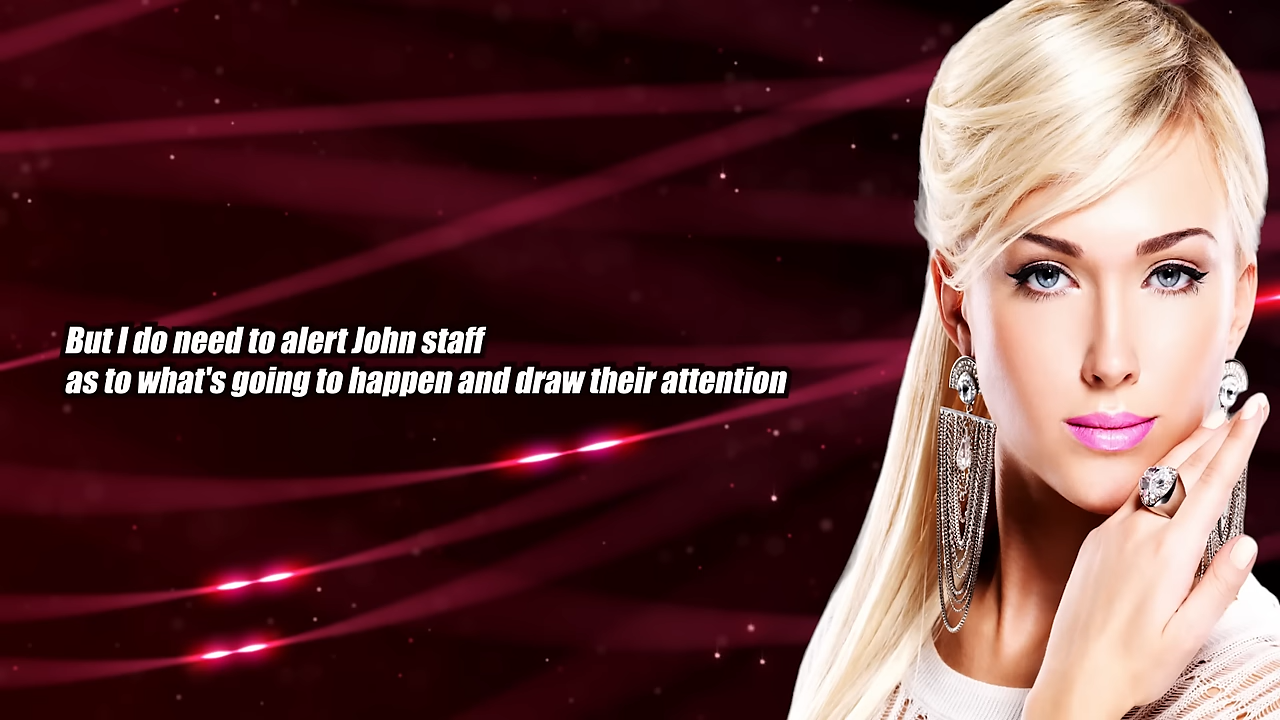 But I do need to alert John staff
as to what's going to happen and draw their attention